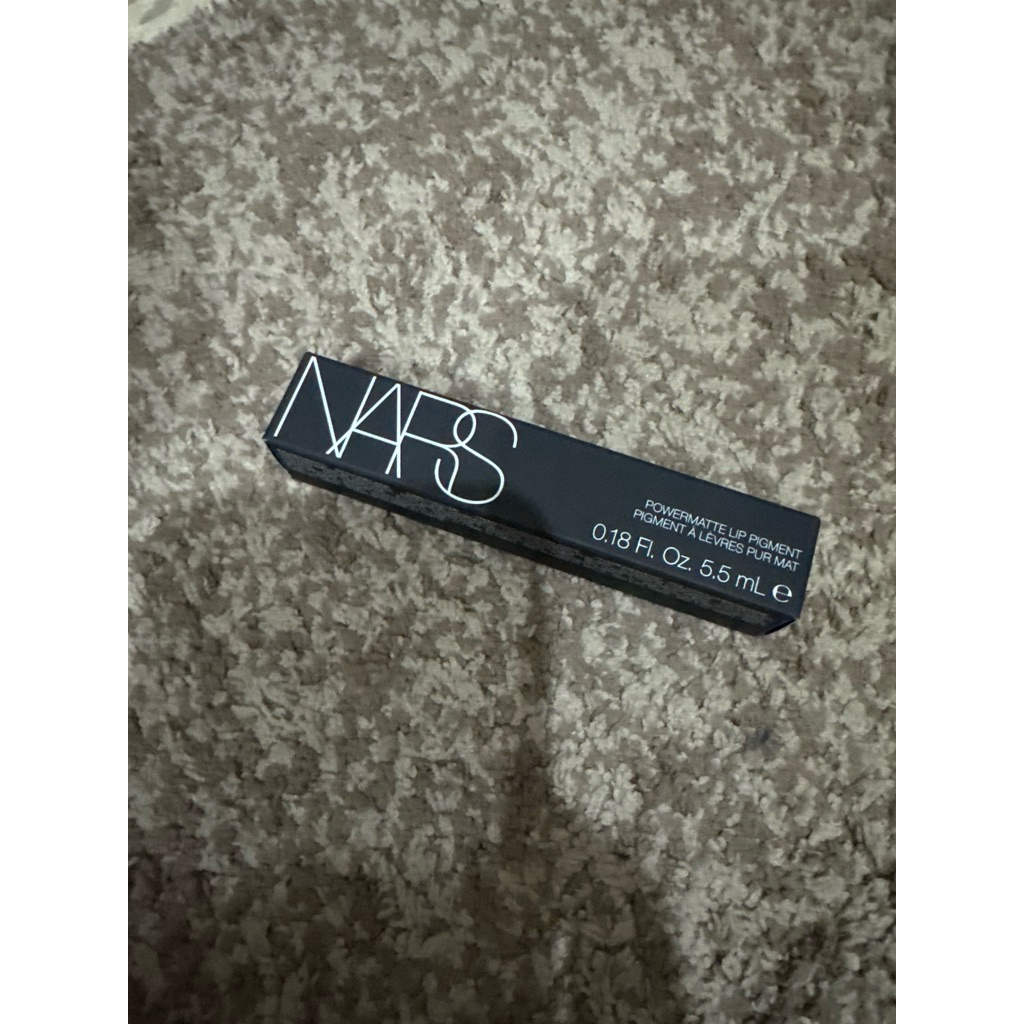 NARS
POWERMATTE LIP PIGMENT
PIGMENT À LÈVRES PUR MAT
0.18 Fl. Oz. 5.5 mL ℮